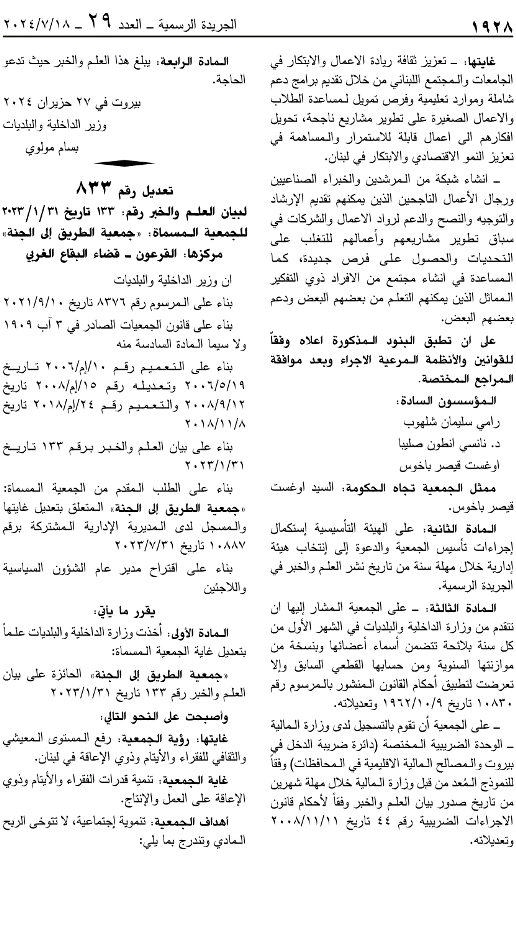 ١٩٢٨
الجريدة الرسمية ـ العدد ٢٩ ـ ٢٠٢٤/٧/١٨
غايتها: ـ تعزيز ثقافة ريادة الاعمال والابتكار في
الجامعات والمجتمع اللبناني من خلال تقديم برامج دعم
شاملة وموارد تعليمية وفرص تمويل لمساعدة الطلاب
والاعمال الصغيرة على تطوير مشاريع ناجحة، تحويل
افكارهم الى اعمال قابلة للاستمرار والمساهمة في
تعزيز النمو الاقتصادي والابتكار في لبنان.
ـ انشاء شبكة من المرشدين والخبراء الصناعيين
ورجال الأعمال الناجحين الذين يمكنهم تقديم الإرشاد
والتوجيه والنصح والدعم لرواد الاعمال والشركات في
سباق تطوير مشاريعهم وأعمالهم للتغلب على
التحديات والحصول على فرص جديدة، كما
المساعدة في انشاء مجتمع من الافراد ذوي التفكير
المماثل الذين يمكنهم التعلم من بعضهم البعض ودعم
بعضهم البعض.
على ان تطبق البنود المذكورة اعلاه وفقاً
للقوانين والأنظمة المرعية الاجراء وبعد موافقة
المراجع المختصة.
المؤسسون السادة:
رامي سليمان شلهوب
د. نانسي انطون صليبا
اوغست قيصر باخوس
ممثل الجمعية تجاه الحكومة: السيد اوغست
قيصر باخوس.
المادة الثانية: على الهيئة التأسيسية إستكمال
إجراءات تأسيس الجمعية والدعوة إلى إنتخاب هيئة
إدارية خلال مهلة سنة من تاريخ نشر العلم والخبر في
الجريدة الرسمية.
المادة الثالثة: ـ على الجمعية المشار إليها ان
تتقدم من وزارة الداخلية والبلديات في الشهر الأول من
كل سنة بلائحة تتضمن أسماء أعضائها وبنسخة من
موازنتها السنوية ومن حسابها القطعي السابق وإلا
تعرضت لتطبيق أحكام القانون المنشور بالمرسوم رقم
١٠٨٣٠ تاريخ ١٩٦٢/١٠/٩ وتعديلاته.
ـ على الجمعية أن تقوم بالتسجيل لدى وزارة المالية
ـ الوحدة الضريبية المختصة (دائرة ضريبة الدخل في
بيروت والمصالح المالية الاقليمية في المحافظات) وفقاً
للنموذج المُعد من قبل وزارة المالية خلال مهلة شهرين
من تاريخ صدور بيان العلم والخبر وفقاً لأحكام قانون
الاجراءات الضريبية رقم ٤٤ تاريخ ٢٠٠٨/١١/١١
وتعديلاته.
المادة الرابعة: يبلغ هذا العلم والخبر حيث تدعو
الحاجة.
بيروت في ٢٧ حزيران ٢٠٢٤
وزير الداخلية والبلديات
بسام مولوي
تعديل رقم ٨٣٣
لبيان العلم والخبر رقم: ١٣٣ تاريخ ٢٠٢٣/١/٣١
للجمعية المسماة: «جمعية الطريق إلى الجنة»
مركزها: القرعون ـ قضاء البقاع الغربي
ان وزير الداخلية والبلديات
بناء على المرسوم رقم ٨٣٧٦ تاريخ ٢٠٢١/٩/١٠
بناء على قانون الجمعيات الصادر في ٣ آب ١٩٠٩
ولا سيما المادة السادسة منه
بناء على التعميم رقم ١٠/إم/٢٠٠٦ تاريخ
٢٠٠٦/٥/١٩ وتعديله رقم ١٥/إم/٢٠٠٨ تاريخ
٢٠٠٨/٩/١٢ والتعميم رقم ٢٤/إم/٢٠١٨ تاريخ
٢٠١٨/١١/٨
بناء على بيان العلم والخبر برقم ١٣٣ تاريخ
٢٠٢٣/١/٣١
بناء على الطلب المقدم من الجمعية المسماة:
«جمعية الطريق إلى الجنة» المتعلق بتعديل غايتها
والمسجل لدى المديرية الإدارية المشتركة برقم
١٠٨٨٧ تاريخ ٢٠٢٣/٧/٣١
بناء على اقتراح مدير عام الشؤون السياسية
واللاجئين
يقرر ما يأتي:
المادة الأولى: أخذت وزارة الداخلية والبلديات علماً
بتعديل غاية الجمعية المسماة:
«جمعية الطريق إلى الجنة» الحائزة على بيان
العلم والخبر رقم ١٣٣ تاريخ ٢٠٢٣/١/٣١
وأصبحت على النحو التالي:
غايتها: رؤية الجمعية: رفع المستوى المعيشي
والثقافي للفقراء والأيتام وذوي الإعاقة في لبنان.
غاية الجمعية: تنمية قدرات الفقراء والأيتام وذوي
الإعاقة على العمل والإنتاج.
أهداف الجمعية: تنموية إجتماعية، لا تتوخى الربح
المادي وتندرج بما يلي: